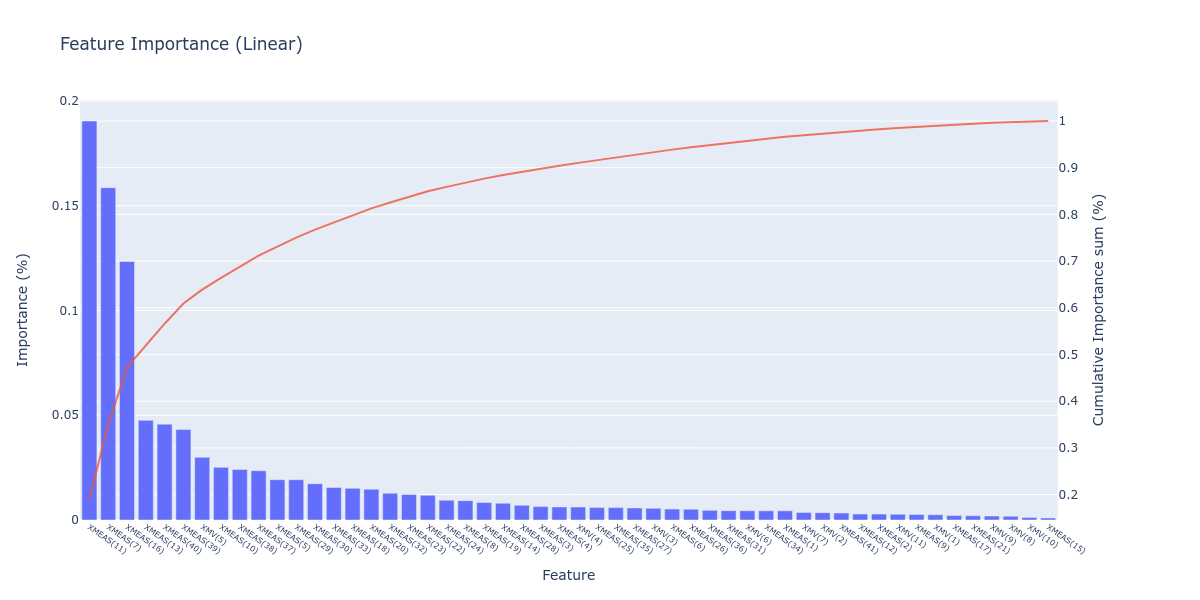 Feature Importance (Linear)
0.2
0.15
0.1
0.05
0
Importance (%)
1
0.9
0.8
0.7
0.6
0.5
0.4
0.3
0.2
Cumulative Importance sum (%)
XMEAS(11)
XMEAS(7)
XMEAS(16)
XMEAS(13)
XMEAS(40)
XMEAS(39)
XMV(5)
XMEAS(10)
XMEAS(38)
XMEAS(37)
XMEAS(5)
XMEAS(29)
XMEAS(30)
XMEAS(33)
XMEAS(18)
XMEAS(20)
XMEAS(32)
XMEAS(23)
XMEAS(22)
XMEAS(24)
XMEAS(8)
XMEAS(19)
XMEAS(14)
XMEAS(28)
XMEAS(3)
XMEAS(4)
XMV(4)
XMEAS(25)
XMEAS(35)
XMEAS(27)
XMV(3)
XMEAS(6)
XMEAS(26)
XMEAS(36)
XMEAS(31)
XMV(6)
XMEAS(34)
XMEAS(1)
XMV(7)
XMV(2)
XMEAS(41)
XMEAS(12)
XMEAS(2)
XMV(11)
XMEAS(9)
XMV(1)
XMEAS(17)
XMEAS(21)
XMV(9)
XMV(8)
XMV(10)
XMEAS(15)
Feature